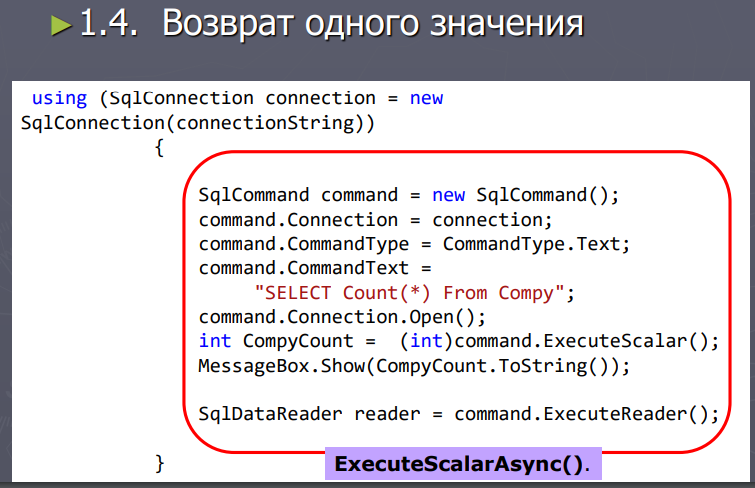 ►1.4. Возврат одного значения
using (SqlConnection connection = new
SqlConnection(connectionString))
{
SqlCommand command = new SqlCommand();
command.Connection = connection;
command.CommandType = CommandType.Text;
command.CommandText =
"SELECT Count(*) From Compy";
command.Connection.Open();
int CompyCount =  (int)command.ExecuteScalar();
MessageBox.Show(CompyCount.ToString());
SqlDataReader reader = command.ExecuteReader();
}
ExecuteScalarAsync().